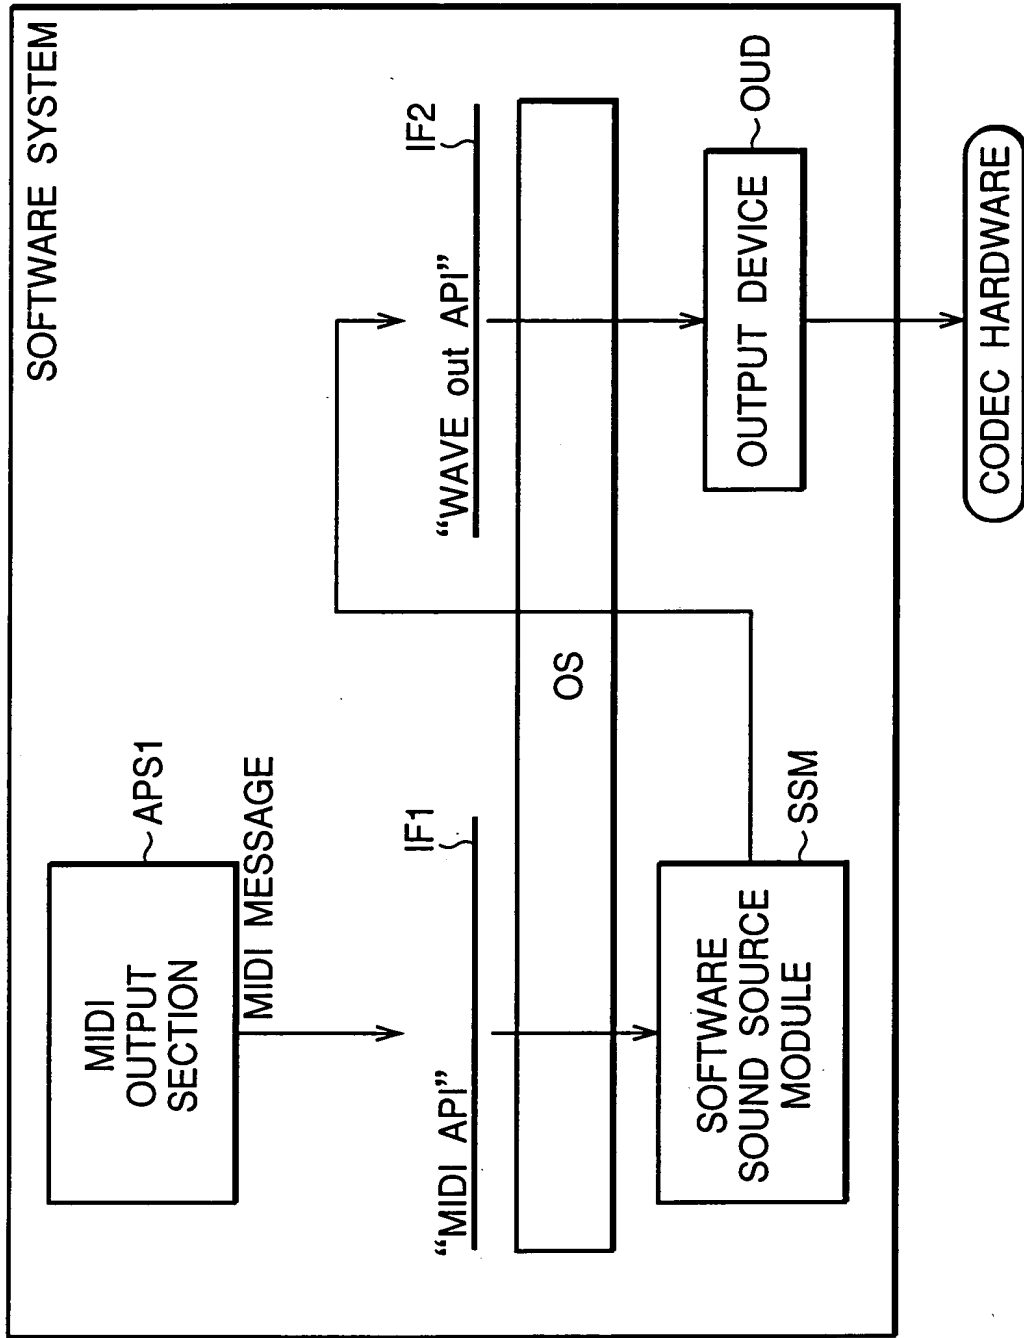 SOFTWARE SYSTEM
MIDI
OUTPUT
SECTION
APS1
MIDI MESSAGE
“MIDI API”
IF1
“WAVE out API”
IF2
OS
SOFTWARE
SOUND SOURCE
MODULE
SSM
OUTPUT DEVICE
OUD
CODEC HARDWARE